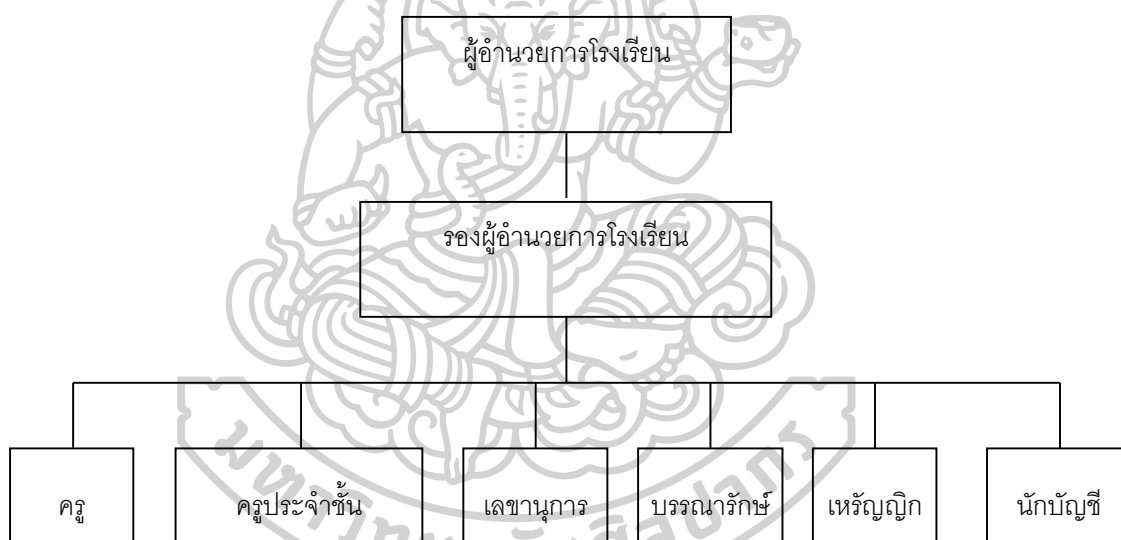 ผู้อำนวยการโรงเรียน
รองผู้อำนวยการโรงเรียน
ครู
ครูประจำชั้น
เลขานุการ
บรรณารักษ์
เหรัญญิก
นักบัญชี